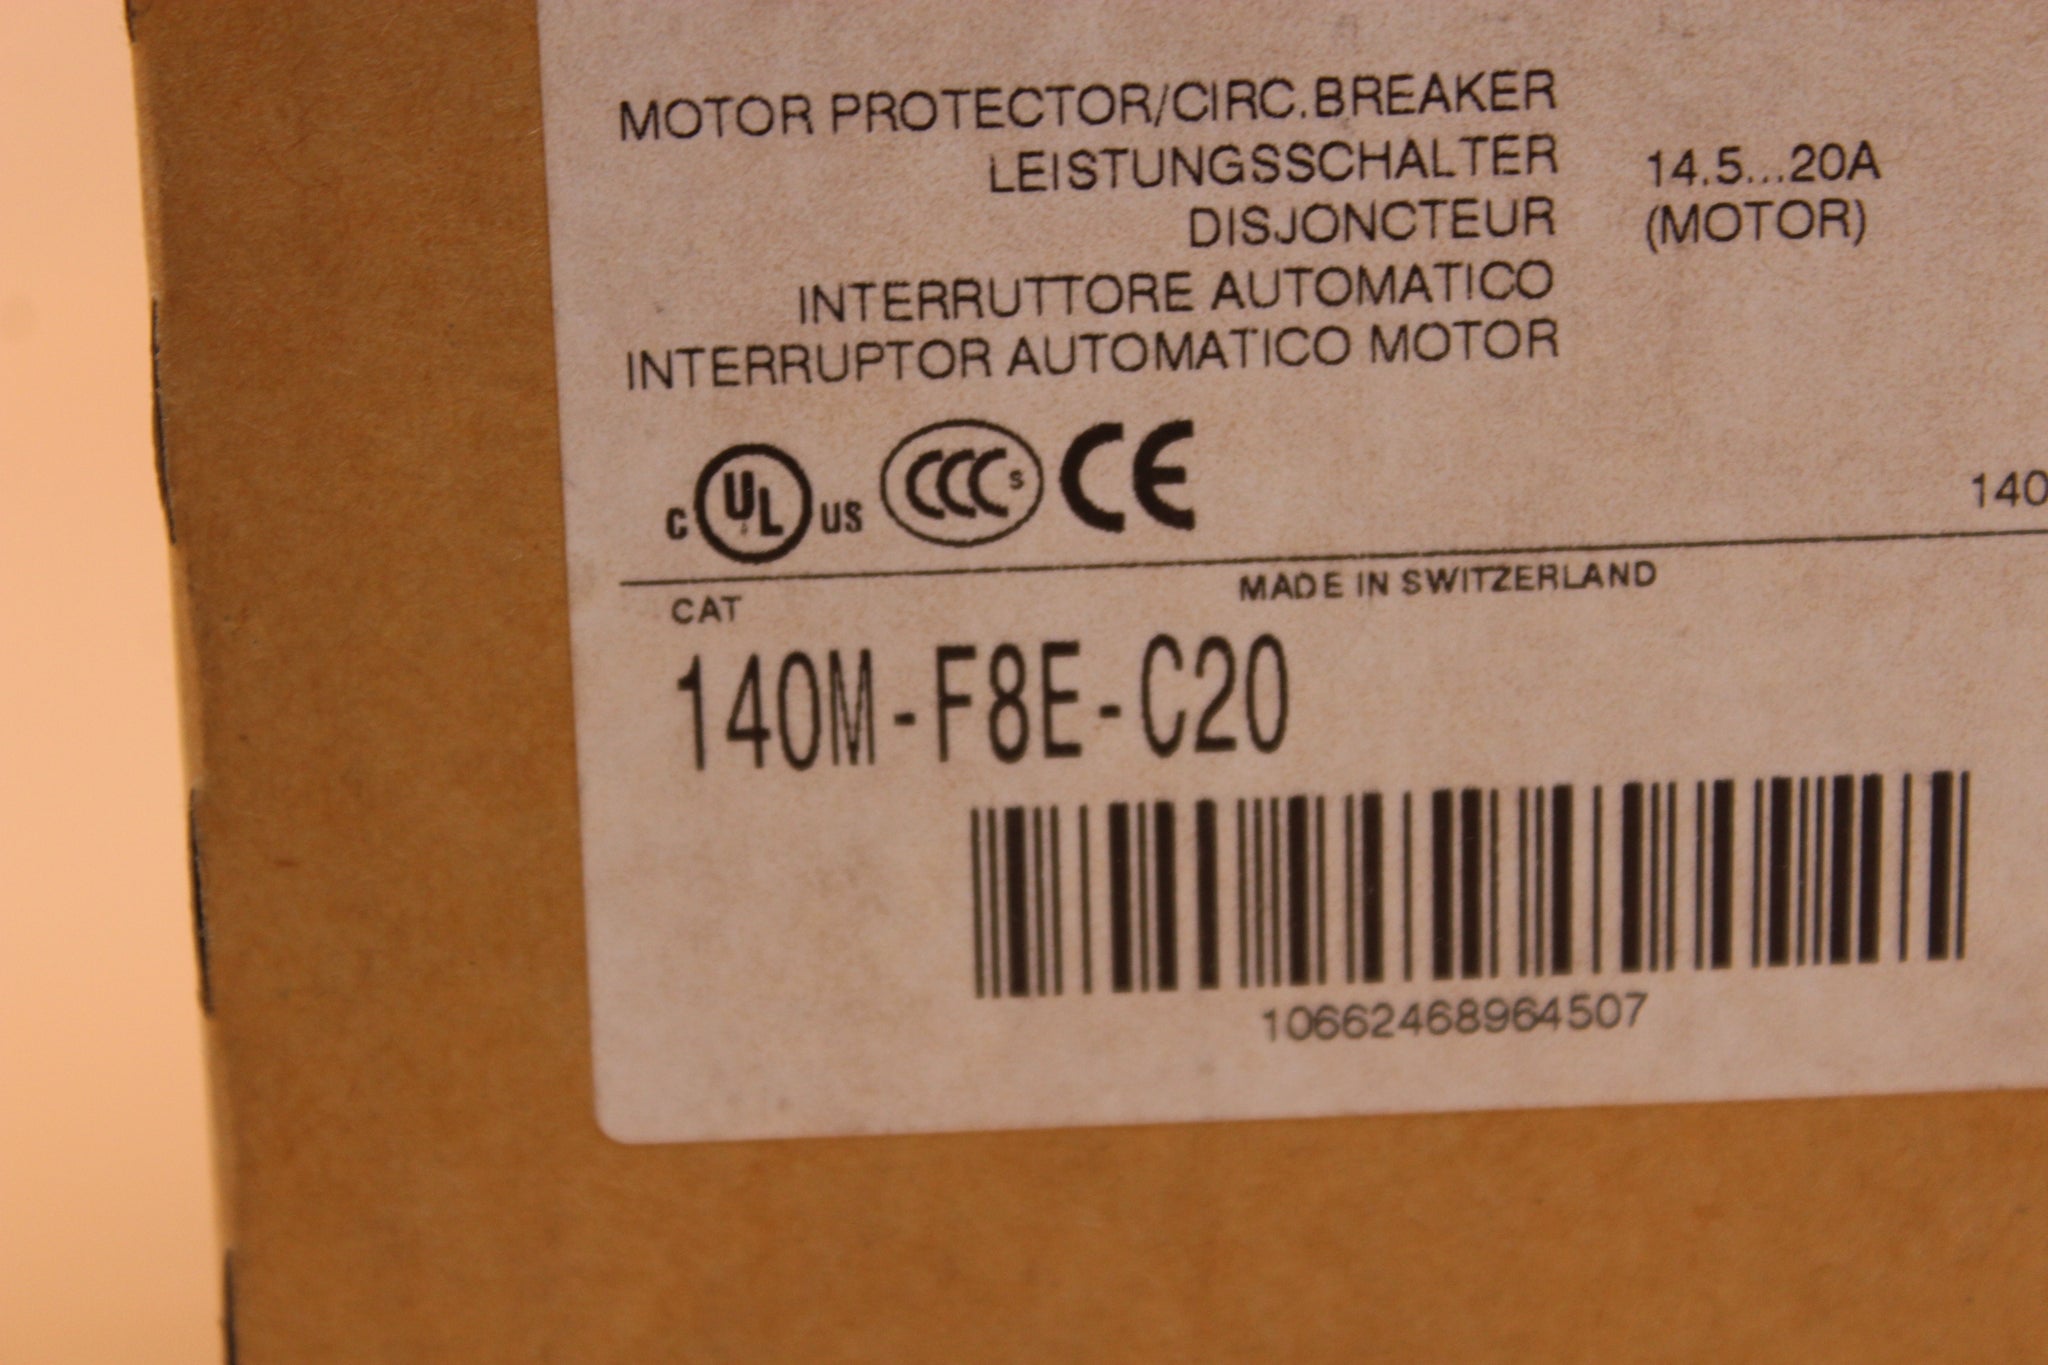 MOTOR PROTECTOR/CIRC.BREAKER
LEISTUNGSSCHALTER
DISJONCTEUR
INTERRUTTORE AUTOMATICO
INTERRUPTOR AUTOMATICO MOTOR
14.5...20A
(MOTOR)
C UL US CCC S CE
140
CAT
MADE IN SWITZERLAND
140M-F8E-C20
10662468964507